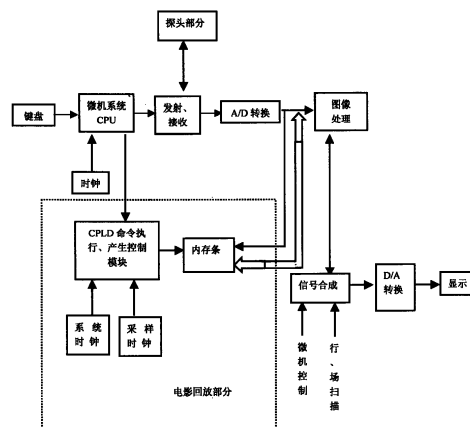 探头部分
键盘
微机系统
CPU
发射、
接收
A/D 转换
图像
处理
时钟
CPLD 命令执
行、产生控制
模块
内存条
系 统
时 钟
采 样
时 钟
信号合成
D/A
转换
显示
微机控制
行、场扫描
电影回放部分